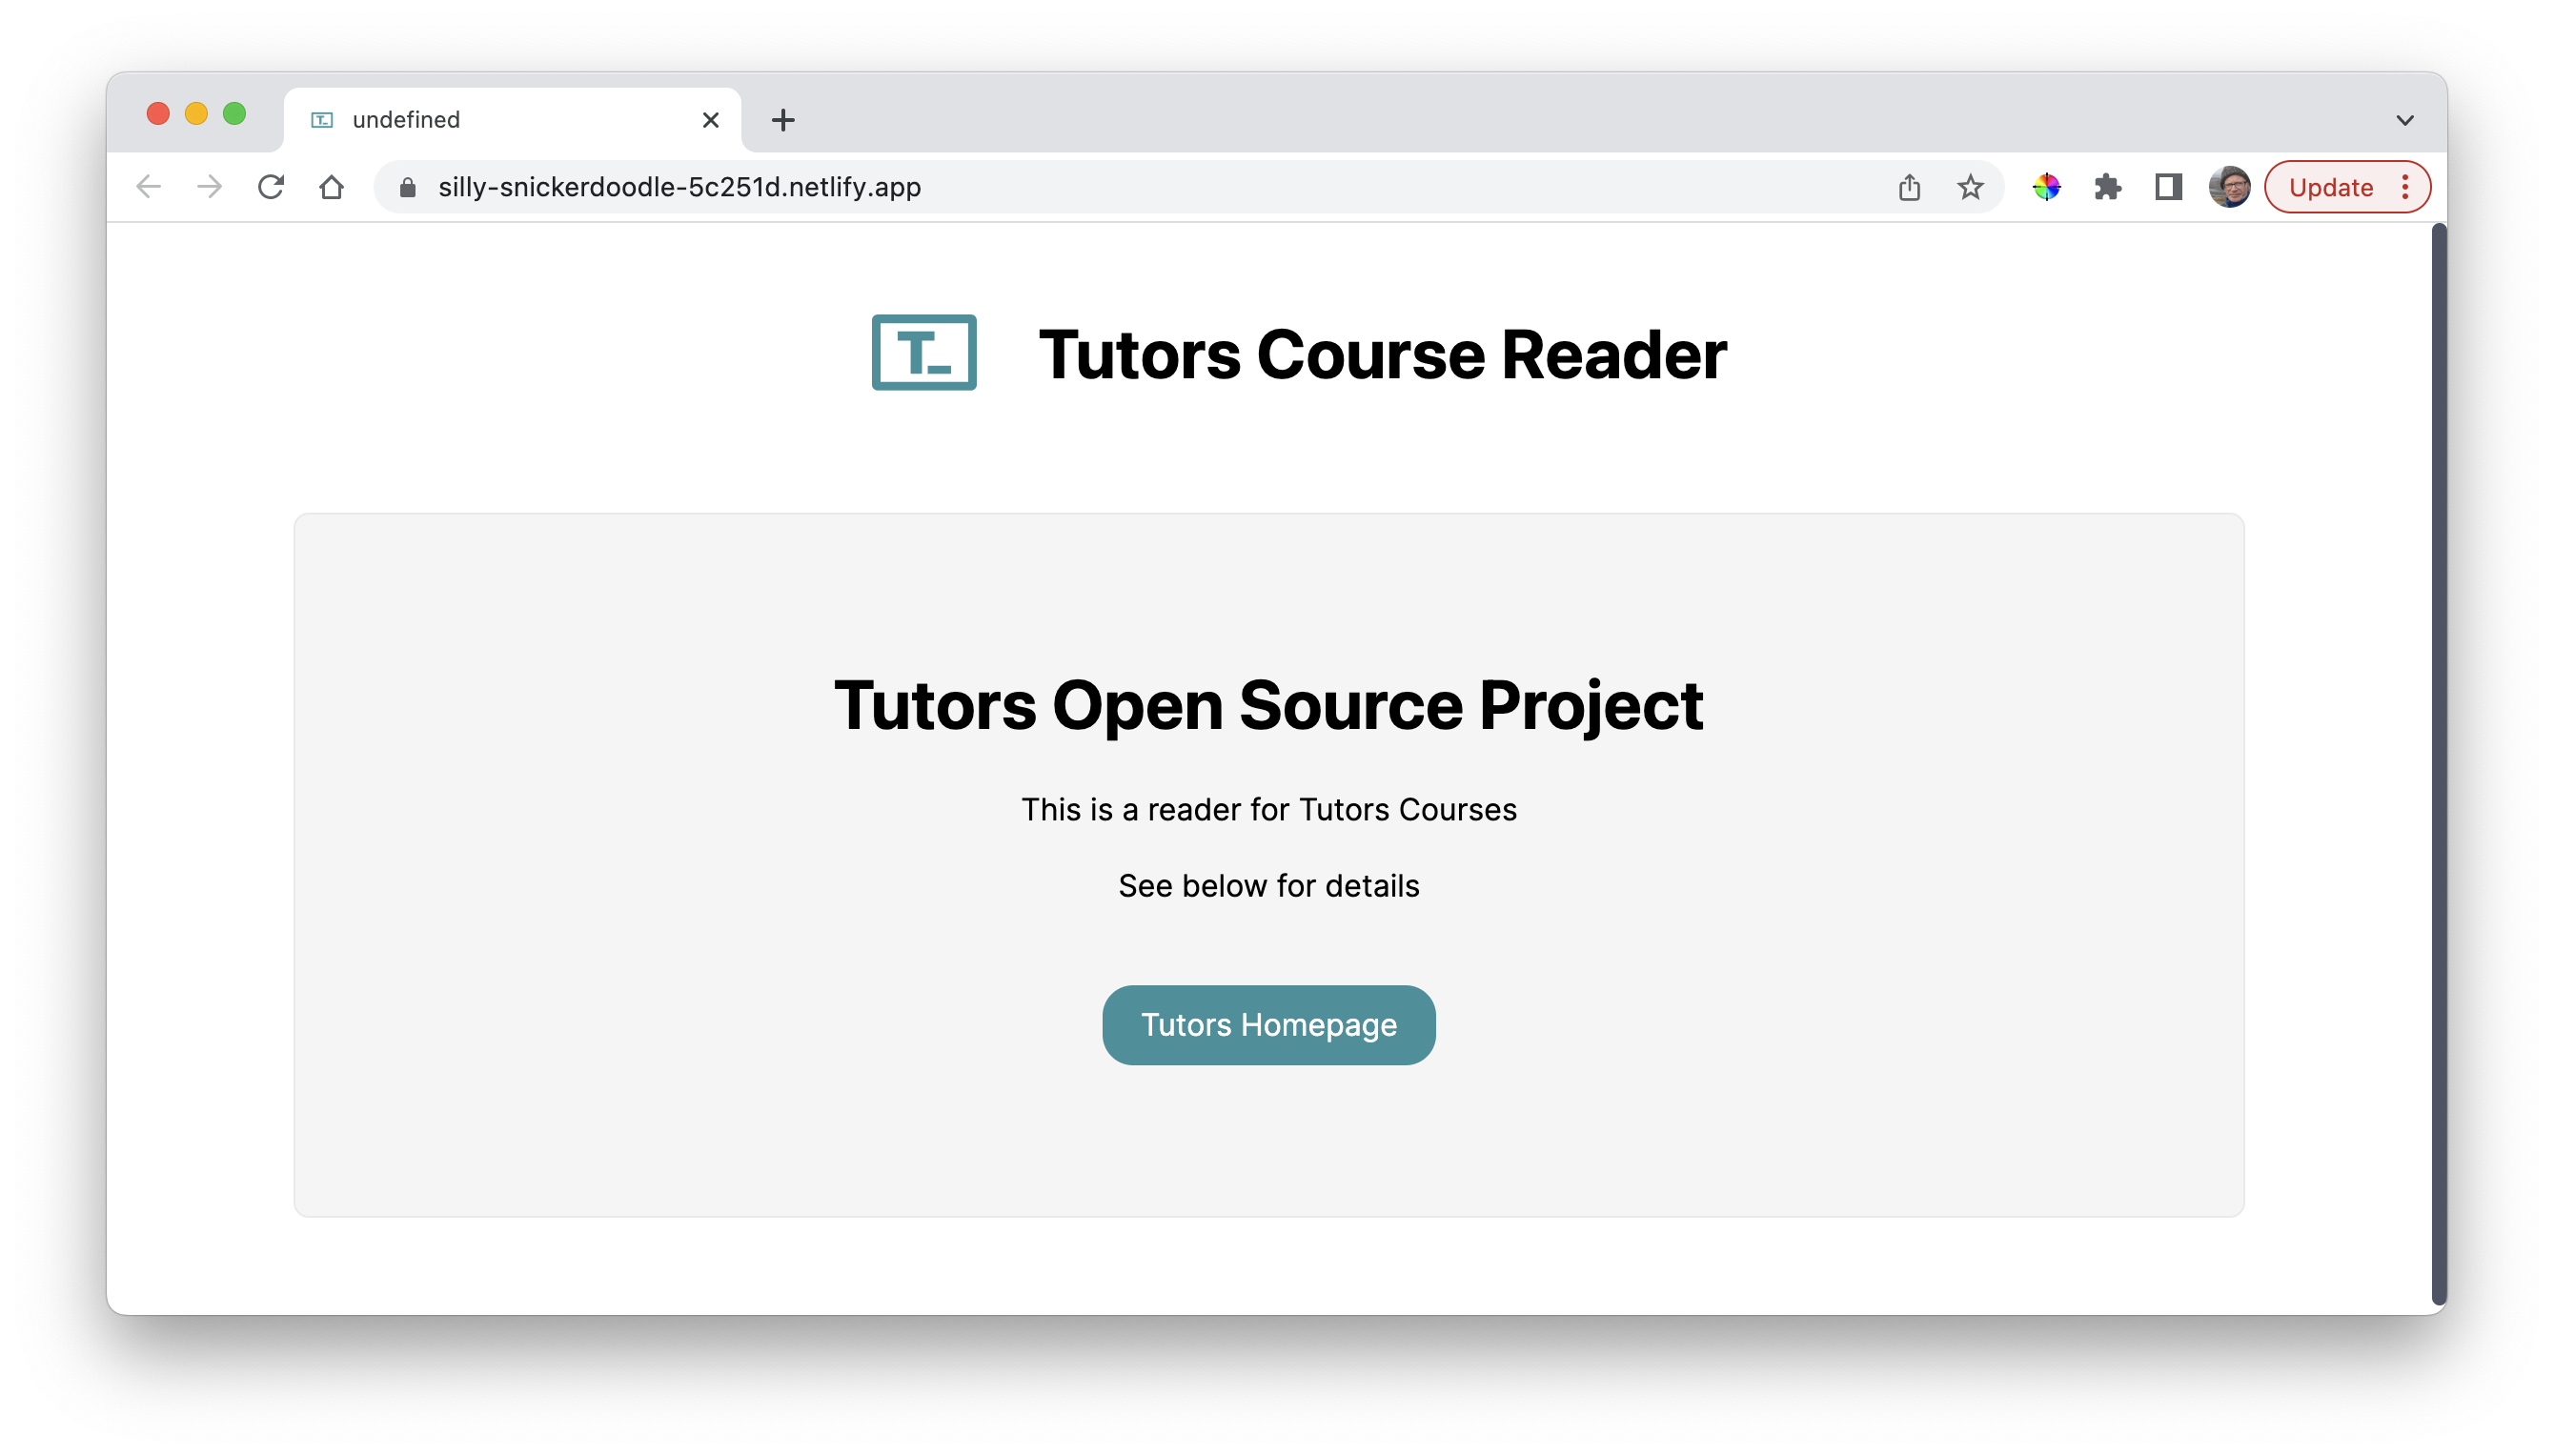 undefined
silly-snickerdoodle-5c251d.netlify.app
Update
T_ Tutors Course Reader
Tutors Open Source Project
This is a reader for Tutors Courses
See below for details
Tutors Homepage